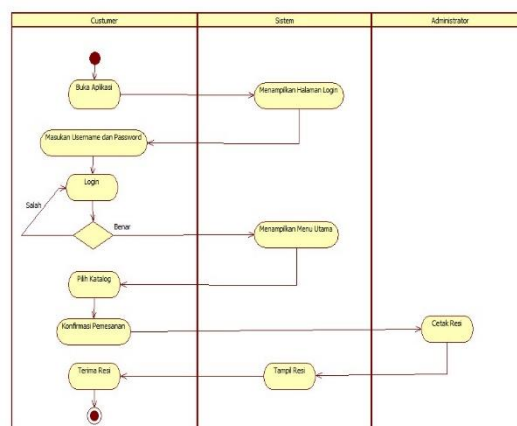 Custumer
Sistem
Administrator
Buka Aplikasi
Menampilkan Halaman Login
Masukan Username dan Password
Login
Salah
Benar
Menampilkan Menu Utama
Pilih Katalog
Konfirmasi Pemesanan
Cetak Resi
Terima Resi
Tampil Resi